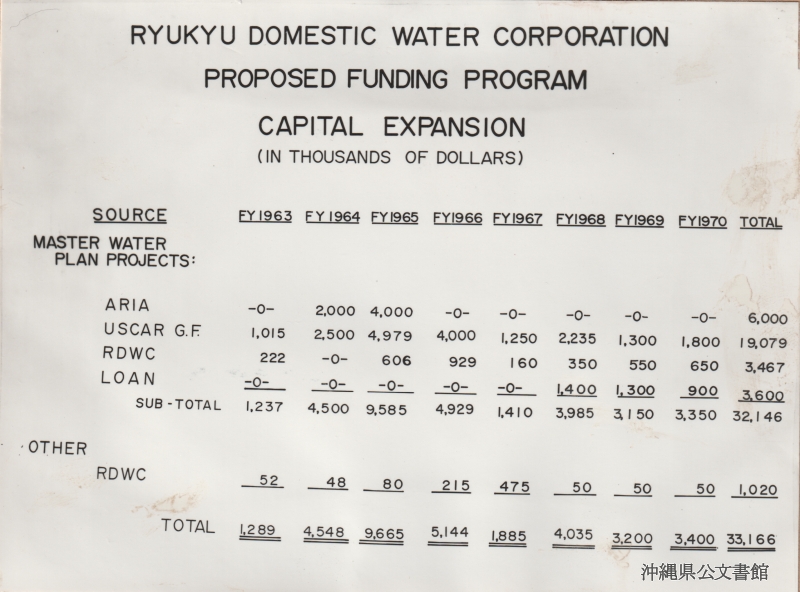 RYUKYU DOMESTIC WATER CORPORATION
PROPOSED FUNDING PROGRAM
CAPITAL EXPANSION
(IN THOUSANDS OF DOLLARS)
SOURCE FY1963 FY1964 FY1965 FY1966 FY1967 FY1968 FY1969 FY1970 TOTAL
MASTER WATER
PLAN PROJECTS:
ARIA -0- 2,000 4,000 -0- -0- -0- -0- -0- 6,000
USCAR G.F. 1,015 2,500 4,979 4,000 1,250 2,235 1,300 1,800 19,079
RDWC 222 -0- 606 929 160 350 550 650 3,467
LOAN -0- -0- -0- -0- -0- 1,400 1,300 900 3,600
SUB-TOTAL 1,237 4,500 9,585 4,929 1,410 3,985 3,150 3,350 32,146
OTHER
RDWC 52 48 80 215 475 50 50 50 1,020
TOTAL 1,289 4,548 9,665 5,144 1,885 4,035 3,200 3,400 33,166
沖縄県公文書館